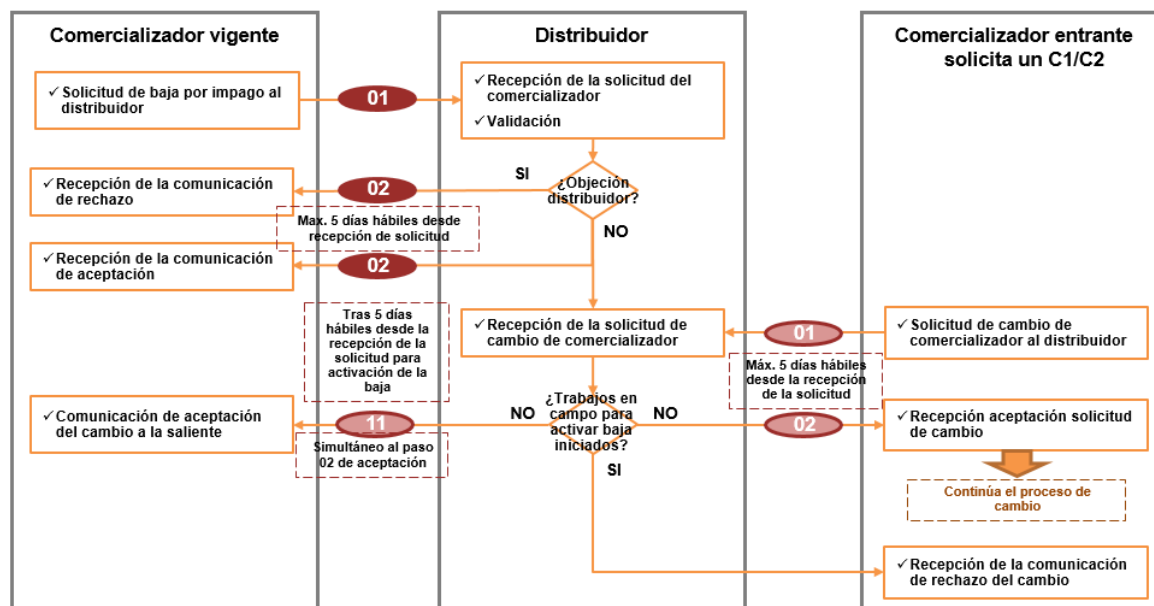 Comercializador vigente
Distribuidor
Comercializador entrante
solicita un C1/C2
✓ Solicitud de baja por impago al
distribuidor
01
✓ Recepción de la solicitud del
comercializador
✓ Validación
SI
✓ Recepción de la comunicación
de rechazo
02
¿Objeción
distribuidor?
Max. 5 días hábiles desde
recepción de solicitud
NO
✓ Recepción de la comunicación
de aceptación
02
Tras 5 días
hábiles desde la
recepción de la
solicitud para
activación de la
baja
✓ Recepción de la solicitud de
cambio de comercializador
01
✓ Solicitud de cambio de
comercializador al distribuidor
Máx. 5 días hábiles
desde la recepción
de la solicitud
✓ Comunicación de aceptación
del cambio a la saliente
11
NO
¿Trabajos en
campo para
activar baja
iniciados?
NO
02
✓ Recepción aceptación solicitud
de cambio
Simultáneo al paso
02 de aceptación
SI
Continúa el proceso de
cambio
✓ Recepción de la comunicación
de rechazo del cambio